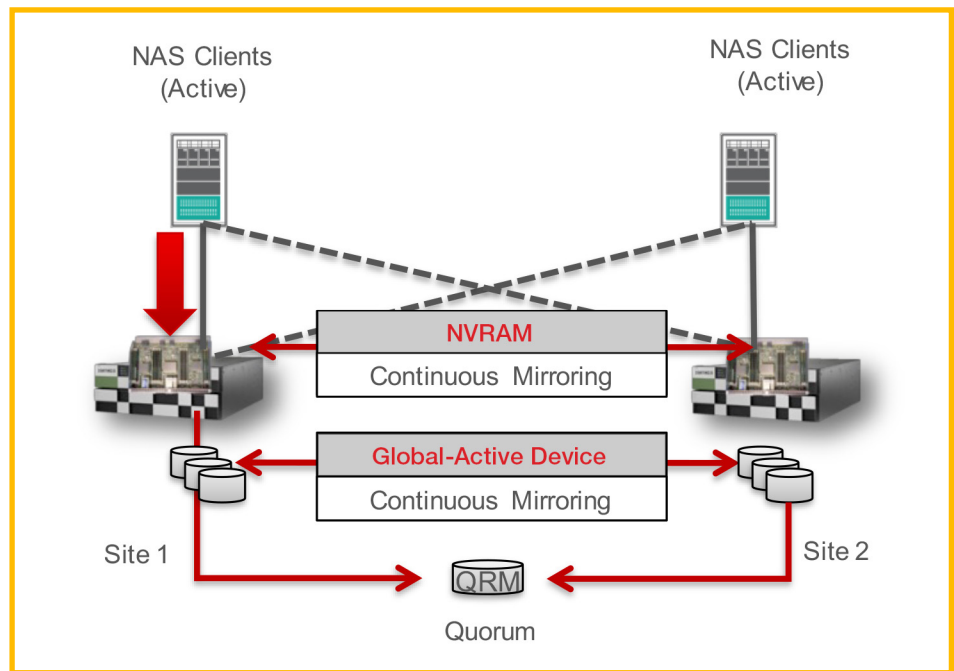 NAS Clients
(Active)
NAS Clients
(Active)
NVRAM
Continuous Mirroring
Global-Active Device
Continuous Mirroring
Site 1
Site 2
QRM
Quorum